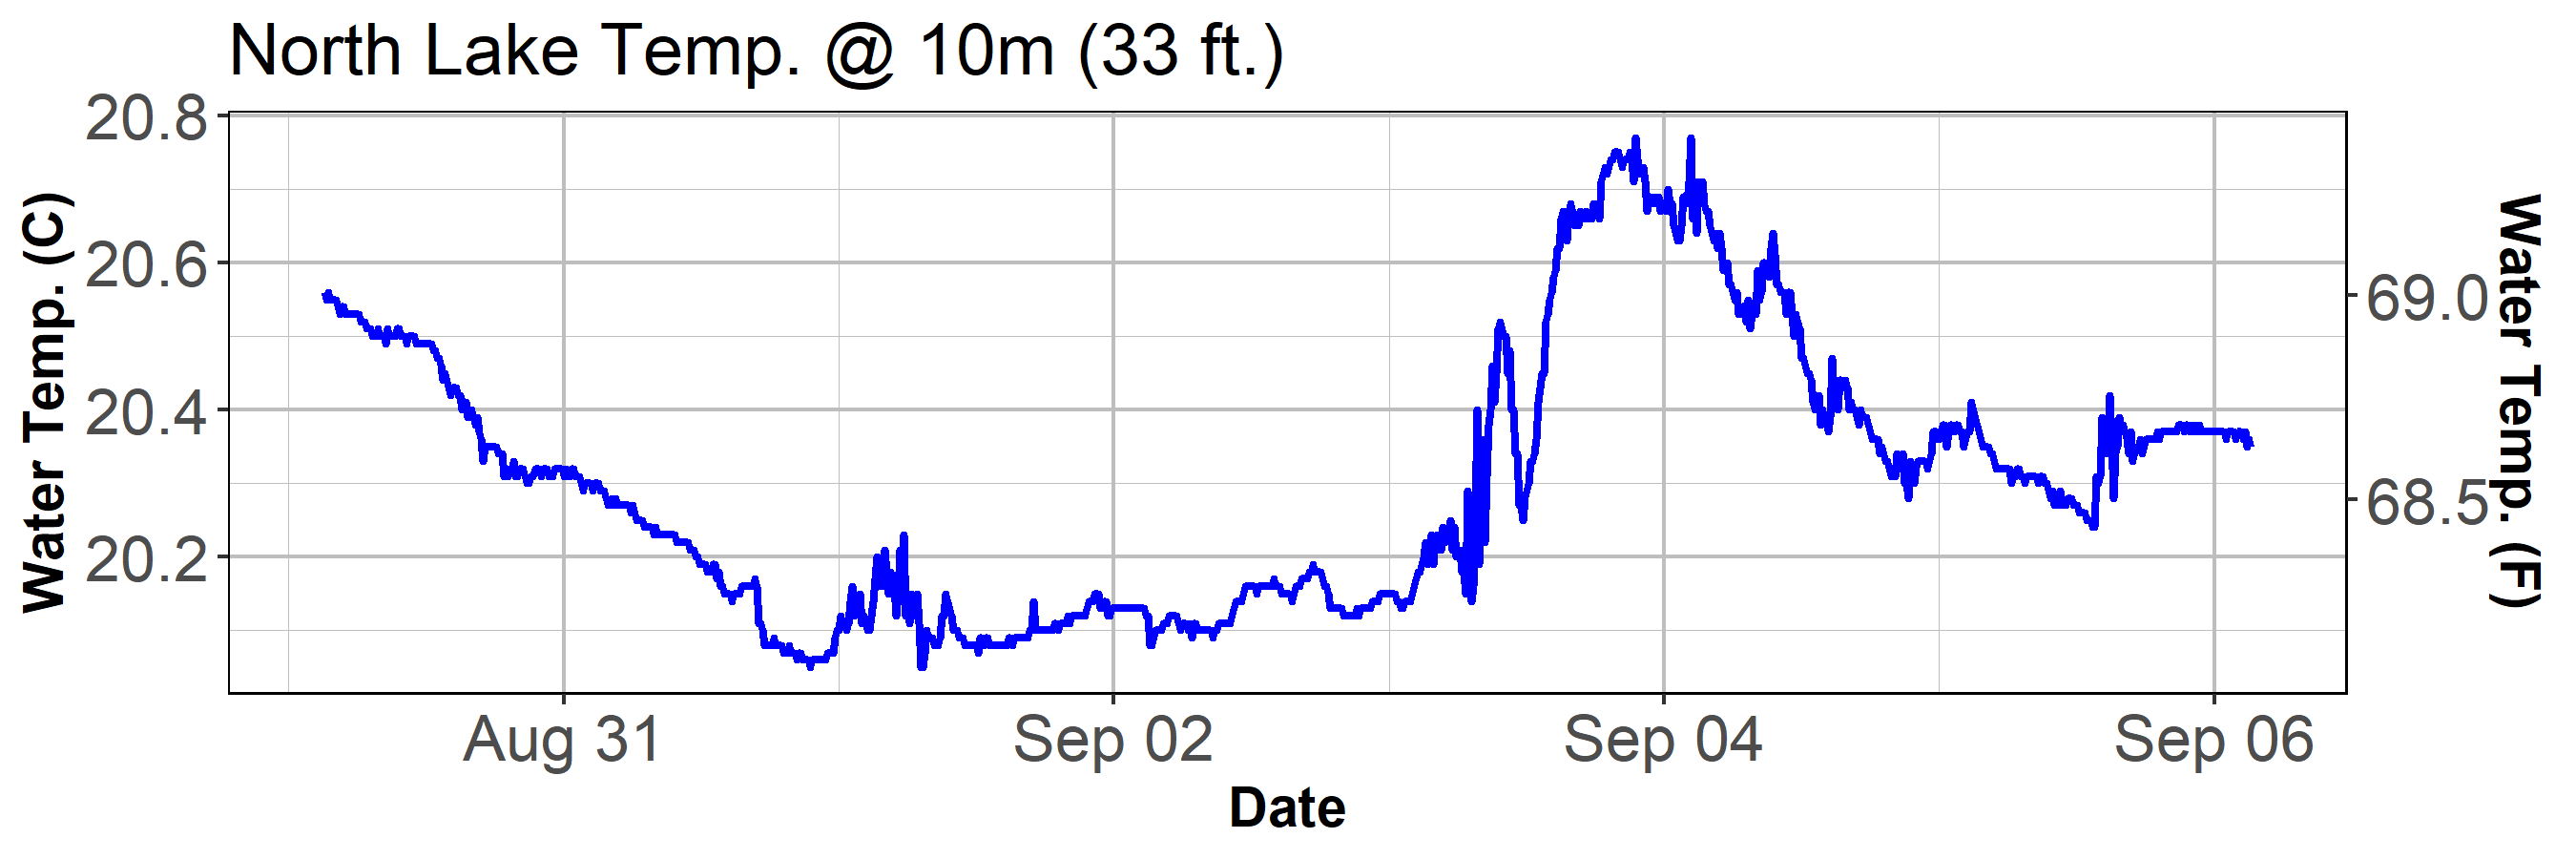 North Lake Temp. @ 10m (33 ft.)
Water Temp. (C)
20.8
20.6
20.4
20.2
69.0
68.5
Water Temp. (F)
Aug 31 Sep 02 Sep 04 Sep 06
Date